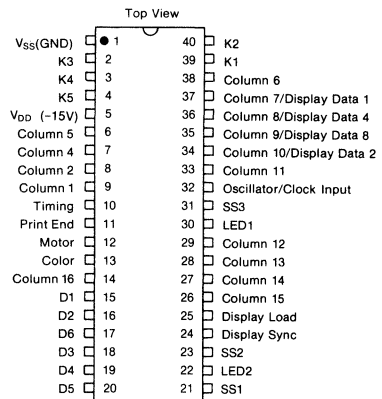 Top View
V_SS(GND) 1 40 K2
K3 2 39 K1
K4 3 38 Column 6
K5 4 37 Column 7/Display Data 1
V_DD (-15V) 5 36 Column 8/Display Data 4
Column 5 6 35 Column 9/Display Data 8
Column 4 7 34 Column 10/Display Data 2
Column 2 8 33 Column 11
Column 1 9 32 Oscillator/Clock Input
Timing 10 31 SS3
Print End 11 30 LED1
Motor 12 29 Column 12
Color 13 28 Column 13
Column 16 14 27 Column 14
D1 15 26 Column 15
D2 16 25 Display Load
D6 17 24 Display Sync
D3 18 23 SS2
D4 19 22 LED2
D5 20 21 SS1